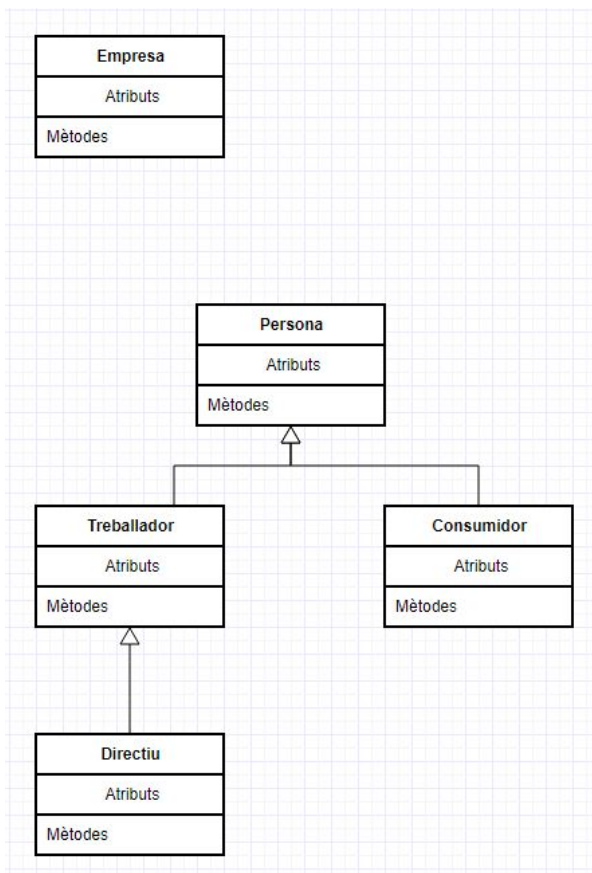 Empresa
Atributs
Mètodes
Persona
Atributs
Mètodes
Treballador
Atributs
Mètodes
Consumidor
Atributs
Mètodes
Directiu
Atributs
Mètodes